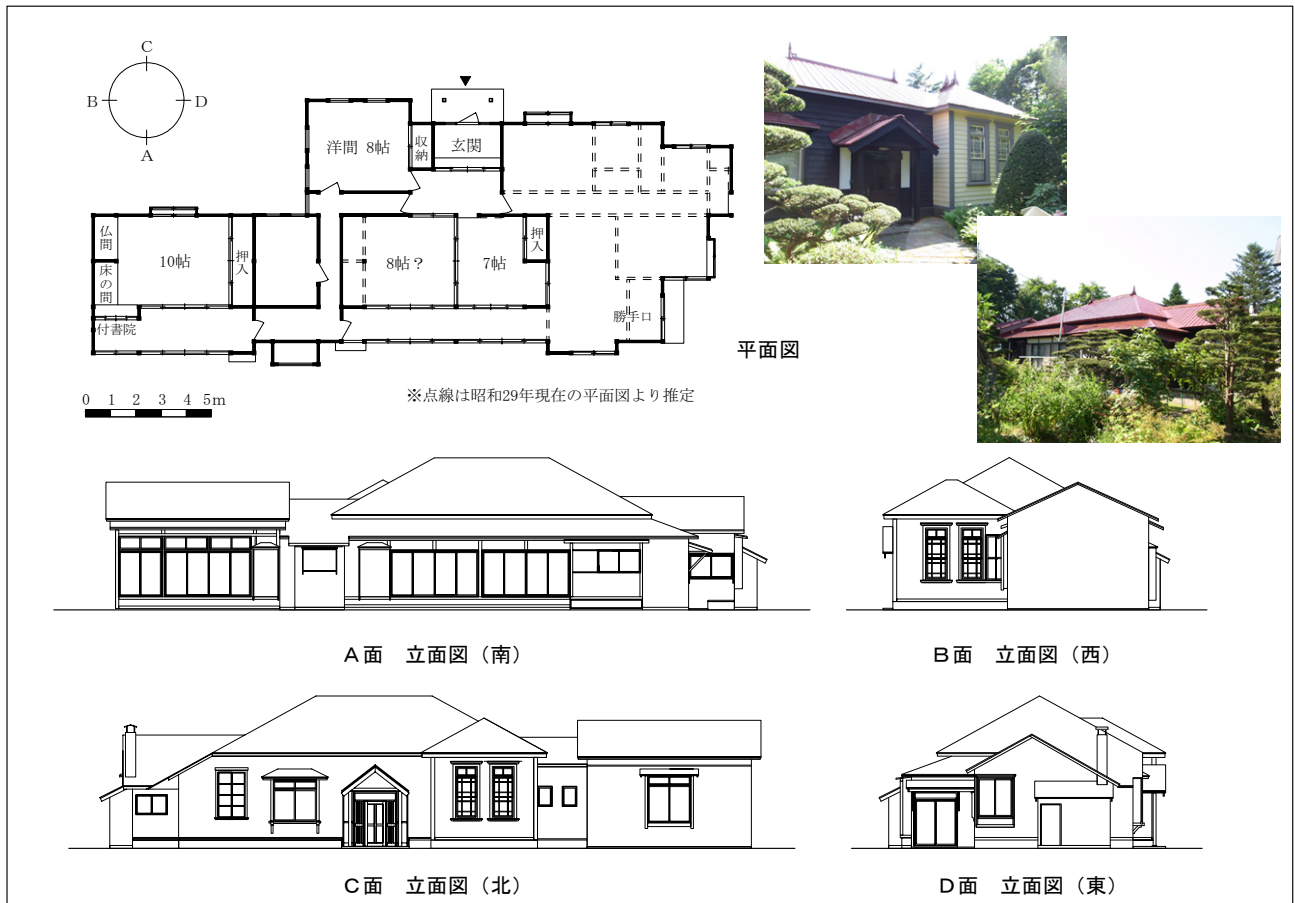 C
B
D
A
洋間 8帖
収納
玄関
仏間
床の間
10帖
押入
8帖？
7帖
押入
付書院
勝手口
平面図
※点線は昭和29年現在の平面図より推定
0 1 2 3 4 5m
A面 立面図（南）
B面 立面図（西）
C面 立面図（北）
D面 立面図（東）